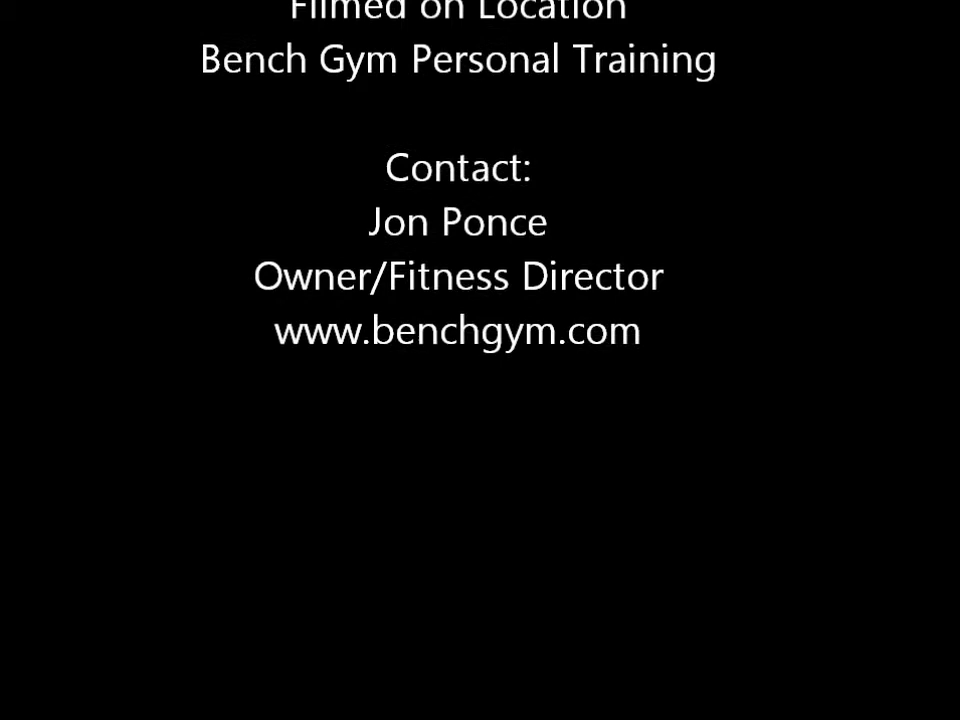 Filmed on Location
Bench Gym Personal Training
Contact:
Jon Ponce
Owner/Fitness Director
www.benchgym.com